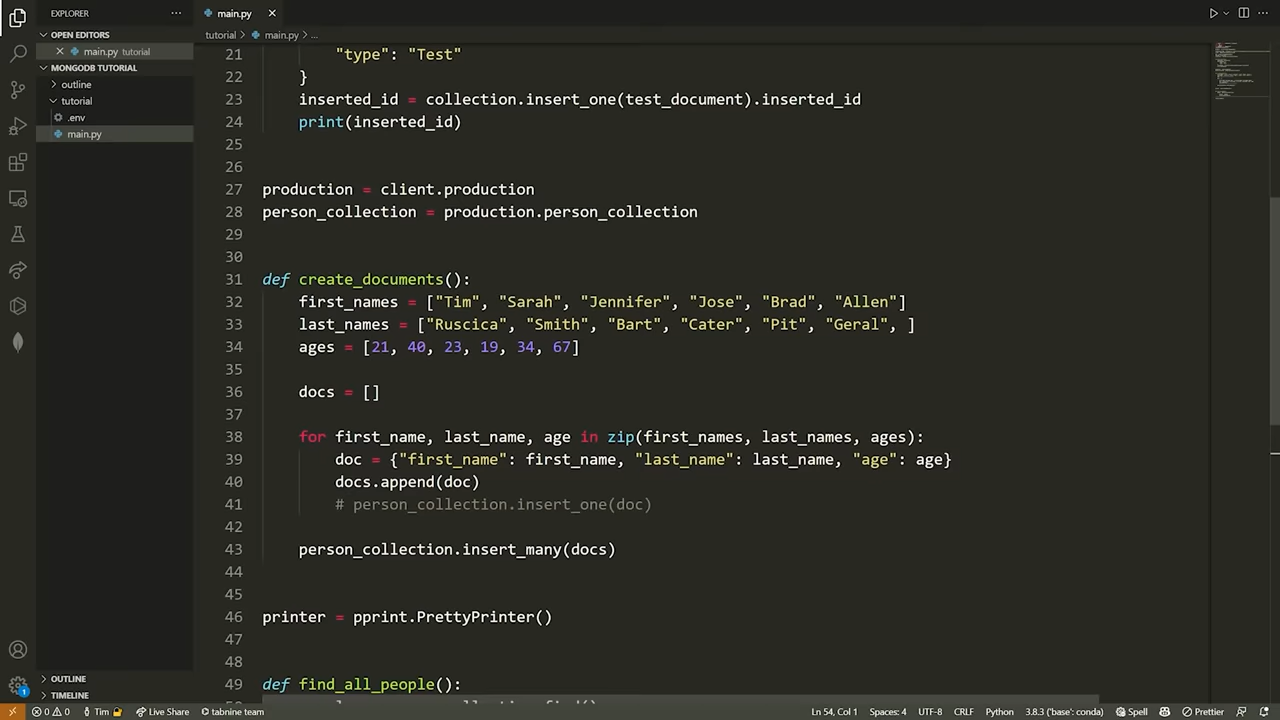 EXPLORER
OPEN EDITORS
main.py tutorial
MONGODB TUTORIAL
outline
tutorial
.env
main.py
OUTLINE
TIMELINE
main.py
tutorial > main.py > ...
21 "type": "Test"
22 }
23 inserted_id = collection.insert_one(test_document).inserted_id
24 print(inserted_id)
25
26
27 production = client.production
28 person_collection = production.person_collection
29
30
31 def create_documents():
32 first_names = ["Tim", "Sarah", "Jennifer", "Jose", "Brad", "Allen"]
33 last_names = ["Ruscica", "Smith", "Bart", "Cater", "Pit", "Geral", ]
34 ages = [21, 40, 23, 19, 34, 67]
35
36 docs = []
37
38 for first_name, last_name, age in zip(first_names, last_names, ages):
39 doc = {"first_name": first_name, "last_name": last_name, "age": age}
40 docs.append(doc)
41 # person_collection.insert_one(doc)
42
43 person_collection.insert_many(docs)
44
45
46 printer = pprint.PrettyPrinter()
47
48
49 def find_all_people():
1
0 0 Tim Live Share tabnine team Ln 54, Col 1 Spaces: 4 UTF-8 CRLF Python 3.8.3 ('base': conda) Spell Prettier